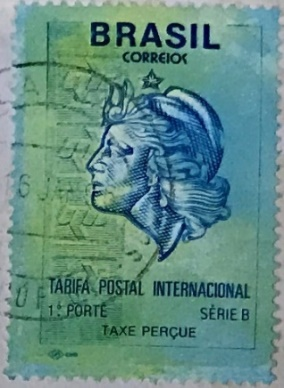 BRASIL
CORREIOS
TARIFA POSTAL INTERNACIONAL
1º PORTE SÉRIE B
TAXE PERÇUE